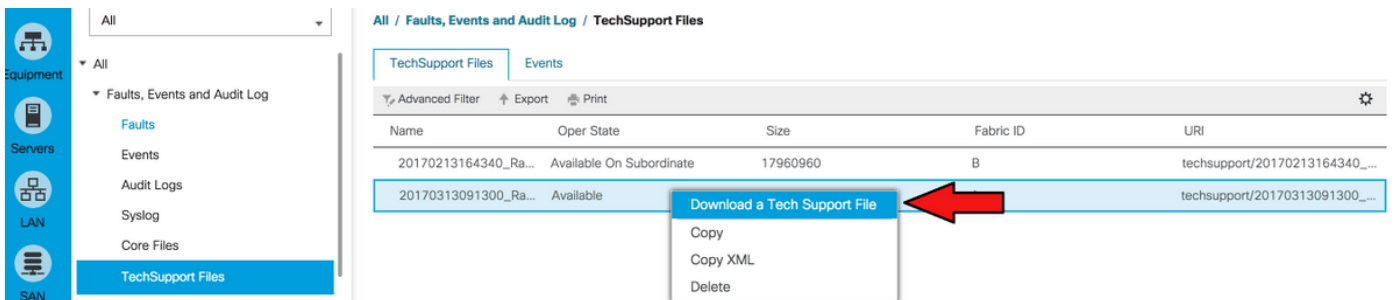 Equipment
Servers
LAN
SAN
All
All
Faults, Events and Audit Log
Faults
Events
Audit Logs
Syslog
Core Files
TechSupport Files
All / Faults, Events and Audit Log / TechSupport Files
TechSupport Files Events
Advanced Filter Export Print
Name Oper State Size Fabric ID URI
20170213164340_Ra... Available On Subordinate 17960960 B techsupport/20170213164340_...
20170313091300_Ra... Available techsupport/20170313091300_...
Download a Tech Support File
Copy
Copy XML
Delete